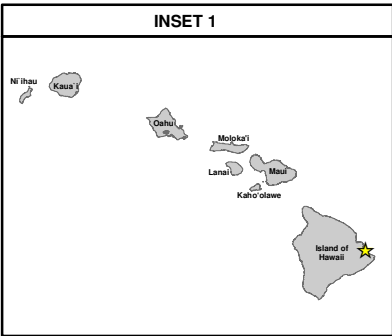 INSET 1
Ni`ihau
Kaua`i
Oahu
Moloka'i
Lanai
Maui
Kaho'olawe
Island of
Hawaii